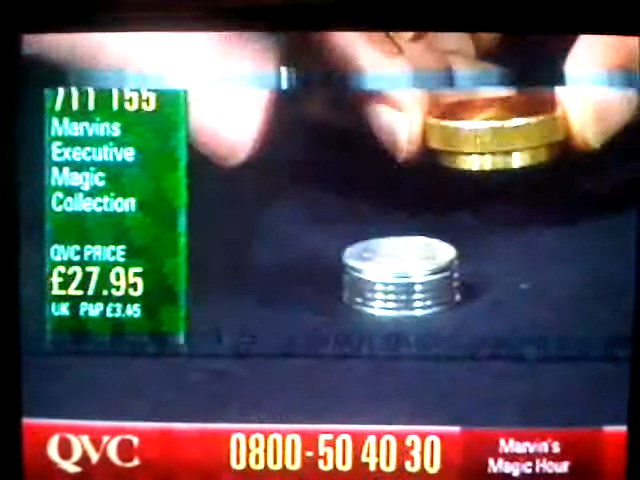 711 155
Marvins
Executive
Magic
Collection
QVC PRICE
£27.95
UK P&P £3.45
QVC
0800-50 40 30
Marvin's
Magic Hour